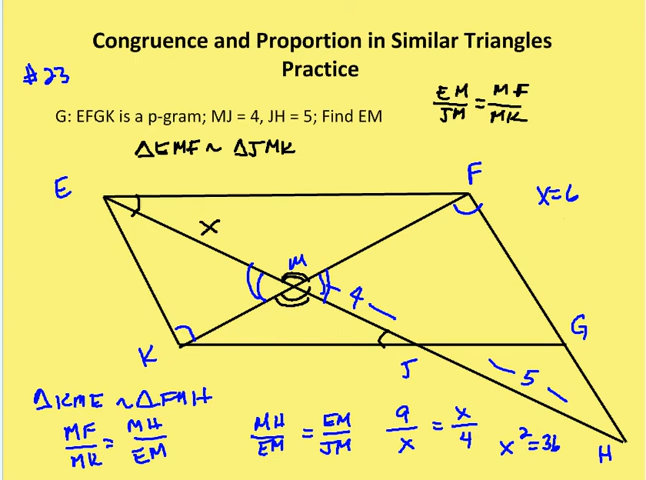 Congruence and Proportion in Similar Triangles
Practice
#23
G: EFGK is a p-gram; MJ = 4, JH = 5; Find EM
EM/JM = MF/MK
ΔEMF ~ ΔJMK
E
F
x=6
x
M
4
G
K
J
5
H
ΔKME ~ ΔFMH
MF/MK = MH/EM
MH/EM = EM/JM
9/x = x/4
x²=36